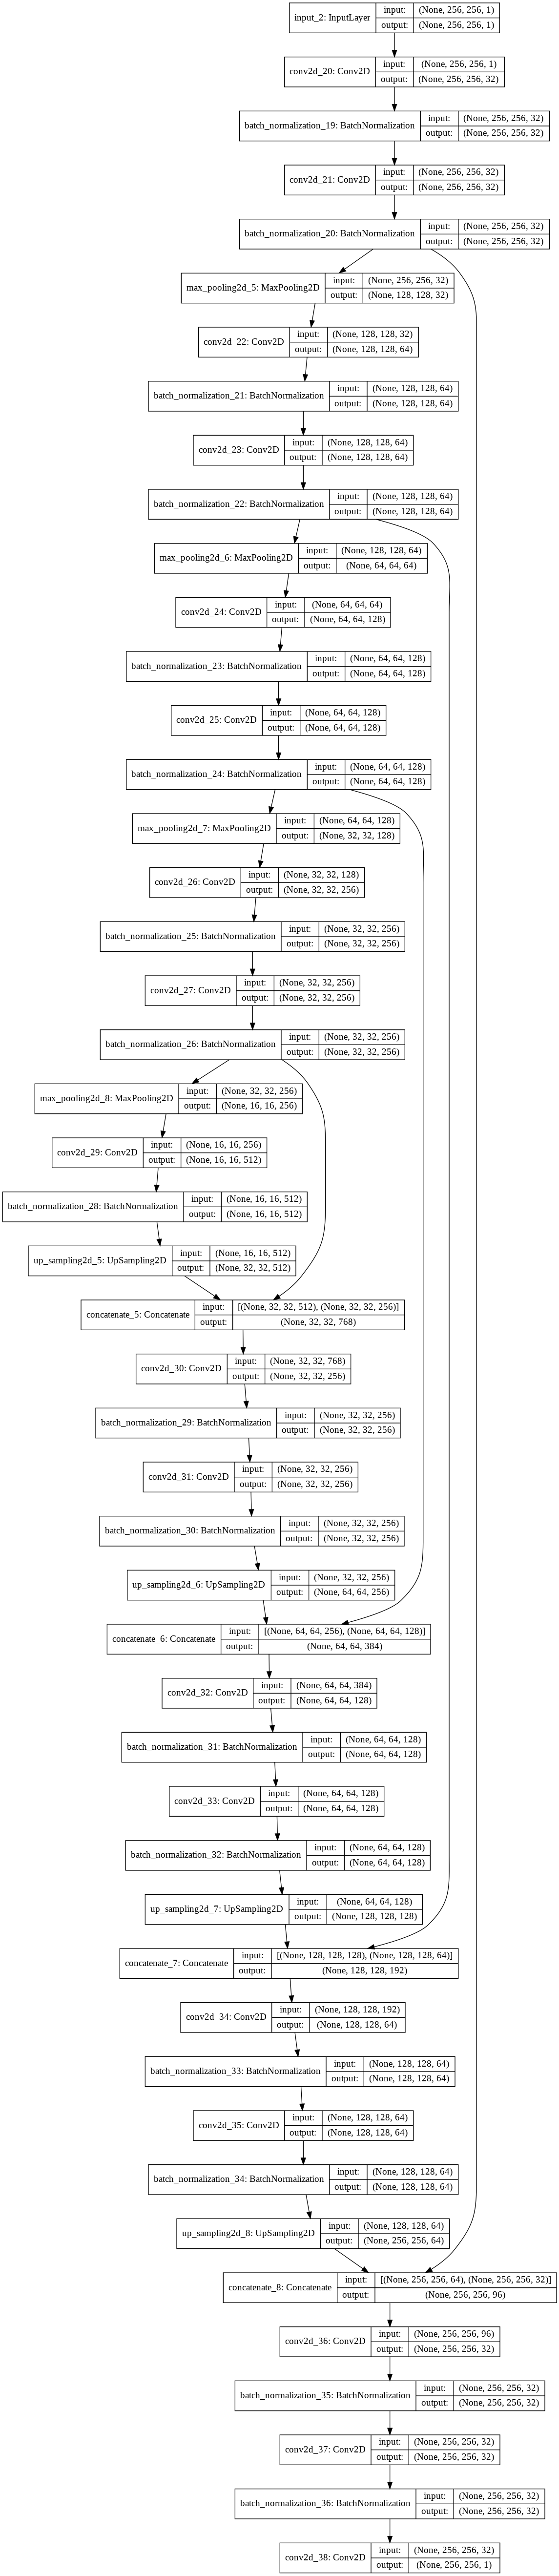 input_2: InputLayer input: (None, 256, 256, 1)
output: (None, 256, 256, 1)
conv2d_20: Conv2D input: (None, 256, 256, 1)
output: (None, 256, 256, 32)
batch_normalization_19: BatchNormalization input: (None, 256, 256, 32)
output: (None, 256, 256, 32)
conv2d_21: Conv2D input: (None, 256, 256, 32)
output: (None, 256, 256, 32)
batch_normalization_20: BatchNormalization input: (None, 256, 256, 32)
output: (None, 256, 256, 32)
max_pooling2d_5: MaxPooling2D input: (None, 256, 256, 32)
output: (None, 128, 128, 32)
conv2d_22: Conv2D input: (None, 128, 128, 32)
output: (None, 128, 128, 64)
batch_normalization_21: BatchNormalization input: (None, 128, 128, 64)
output: (None, 128, 128, 64)
conv2d_23: Conv2D input: (None, 128, 128, 64)
output: (None, 128, 128, 64)
batch_normalization_22: BatchNormalization input: (None, 128, 128, 64)
output: (None, 128, 128, 64)
max_pooling2d_6: MaxPooling2D input: (None, 128, 128, 64)
output: (None, 64, 64, 64)
conv2d_24: Conv2D input: (None, 64, 64, 64)
output: (None, 64, 64, 128)
batch_normalization_23: BatchNormalization input: (None, 64, 64, 128)
output: (None, 64, 64, 128)
conv2d_25: Conv2D input: (None, 64, 64, 128)
output: (None, 64, 64, 128)
batch_normalization_24: BatchNormalization input: (None, 64, 64, 128)
output: (None, 64, 64, 128)
max_pooling2d_7: MaxPooling2D input: (None, 64, 64, 128)
output: (None, 32, 32, 128)
conv2d_26: Conv2D input: (None, 32, 32, 128)
output: (None, 32, 32, 256)
batch_normalization_25: BatchNormalization input: (None, 32, 32, 256)
output: (None, 32, 32, 256)
conv2d_27: Conv2D input: (None, 32, 32, 256)
output: (None, 32, 32, 256)
batch_normalization_26: BatchNormalization input: (None, 32, 32, 256)
output: (None, 32, 32, 256)
max_pooling2d_8: MaxPooling2D input: (None, 32, 32, 256)
output: (None, 16, 16, 256)
conv2d_29: Conv2D input: (None, 16, 16, 256)
output: (None, 16, 16, 512)
batch_normalization_28: BatchNormalization input: (None, 16, 16, 512)
output: (None, 16, 16, 512)
up_sampling2d_5: UpSampling2D input: (None, 16, 16, 512)
output: (None, 32, 32, 512)
concatenate_5: Concatenate input: [(None, 32, 32, 512), (None, 32, 32, 256)]
output: (None, 32, 32, 768)
conv2d_30: Conv2D input: (None, 32, 32, 768)
output: (None, 32, 32, 256)
batch_normalization_29: BatchNormalization input: (None, 32, 32, 256)
output: (None, 32, 32, 256)
conv2d_31: Conv2D input: (None, 32, 32, 256)
output: (None, 32, 32, 256)
batch_normalization_30: BatchNormalization input: (None, 32, 32, 256)
output: (None, 32, 32, 256)
up_sampling2d_6: UpSampling2D input: (None, 32, 32, 256)
output: (None, 64, 64, 256)
concatenate_6: Concatenate input: [(None, 64, 64, 256), (None, 64, 64, 128)]
output: (None, 64, 64, 384)
conv2d_32: Conv2D input: (None, 64, 64, 384)
output: (None, 64, 64, 128)
batch_normalization_31: BatchNormalization input: (None, 64, 64, 128)
output: (None, 64, 64, 128)
conv2d_33: Conv2D input: (None, 64, 64, 128)
output: (None, 64, 64, 128)
batch_normalization_32: BatchNormalization input: (None, 64, 64, 128)
output: (None, 64, 64, 128)
up_sampling2d_7: UpSampling2D input: (None, 64, 64, 128)
output: (None, 128, 128, 128)
concatenate_7: Concatenate input: [(None, 128, 128, 128), (None, 128, 128, 64)]
output: (None, 128, 128, 192)
conv2d_34: Conv2D input: (None, 128, 128, 192)
output: (None, 128, 128, 64)
batch_normalization_33: BatchNormalization input: (None, 128, 128, 64)
output: (None, 128, 128, 64)
conv2d_35: Conv2D input: (None, 128, 128, 64)
output: (None, 128, 128, 64)
batch_normalization_34: BatchNormalization input: (None, 128, 128, 64)
output: (None, 128, 128, 64)
up_sampling2d_8: UpSampling2D input: (None, 128, 128, 64)
output: (None, 256, 256, 64)
concatenate_8: Concatenate input: [(None, 256, 256, 64), (None, 256, 256, 32)]
output: (None, 256, 256, 96)
conv2d_36: Conv2D input: (None, 256, 256, 96)
output: (None, 256, 256, 32)
batch_normalization_35: BatchNormalization input: (None, 256, 256, 32)
output: (None, 256, 256, 32)
conv2d_37: Conv2D input: (None, 256, 256, 32)
output: (None, 256, 256, 32)
batch_normalization_36: BatchNormalization input: (None, 256, 256, 32)
output: (None, 256, 256, 32)
conv2d_38: Conv2D input: (None, 256, 256, 32)
output: (None, 256, 256, 1)